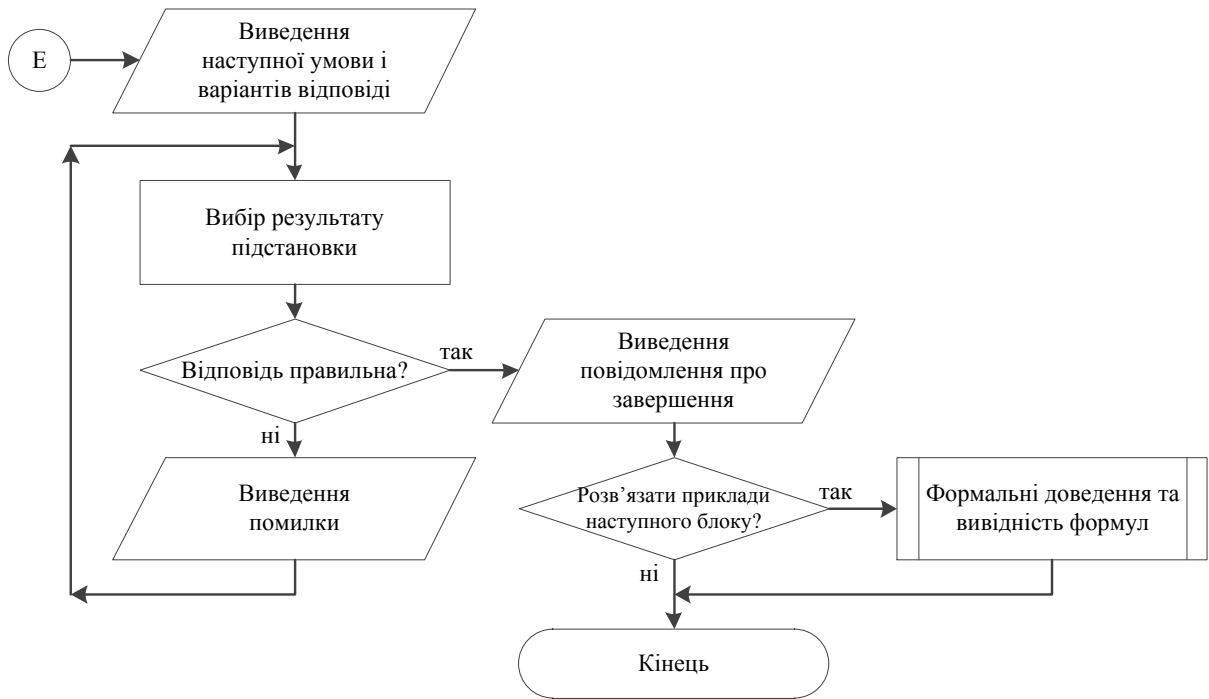 Е
Виведення
наступної умови і
варіантів відповіді
Вибір результату
підстановки
Відповідь правильна?
так
ні
Виведення
помилки
Виведення
повідомлення про
завершення
Розв’язати приклади
наступного блоку?
так
ні
Формальні доведення та
вивідність формул
Кінець